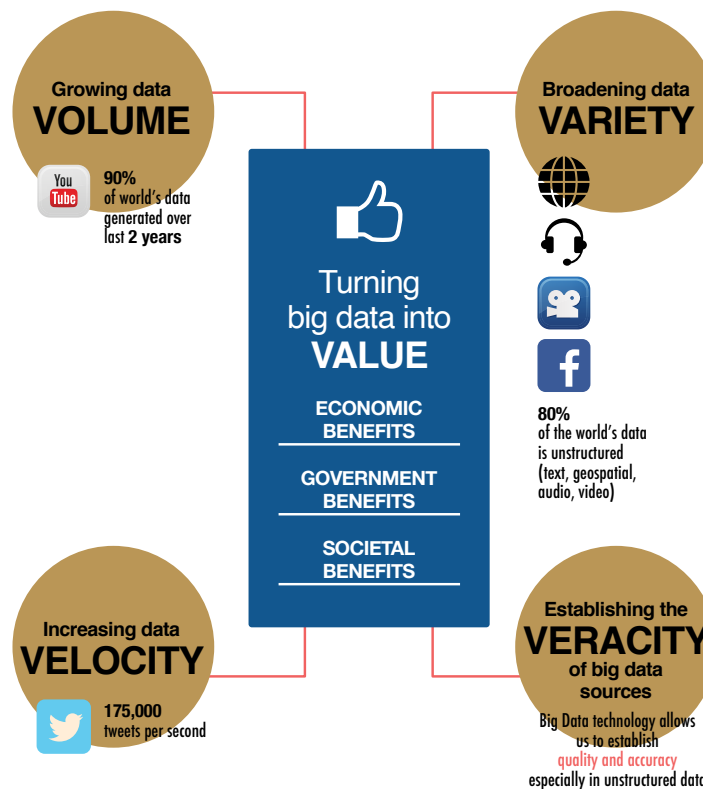 Growing data
VOLUME
You
Tube
90%
of world's data
generated over
last 2 years
Broadening data
VARIETY
f
80%
of the world's data
is unstructured
(text, geospatial,
audio, video)
Turning
big data into
VALUE
ECONOMIC
BENEFITS
GOVERNMENT
BENEFITS
SOCIETAL
BENEFITS
Increasing data
VELOCITY
175,000
tweets per second
Establishing the
VERACITY
of big data
sources
Big Data technology allows
us to establish
quality and accuracy
especially in unstructured data